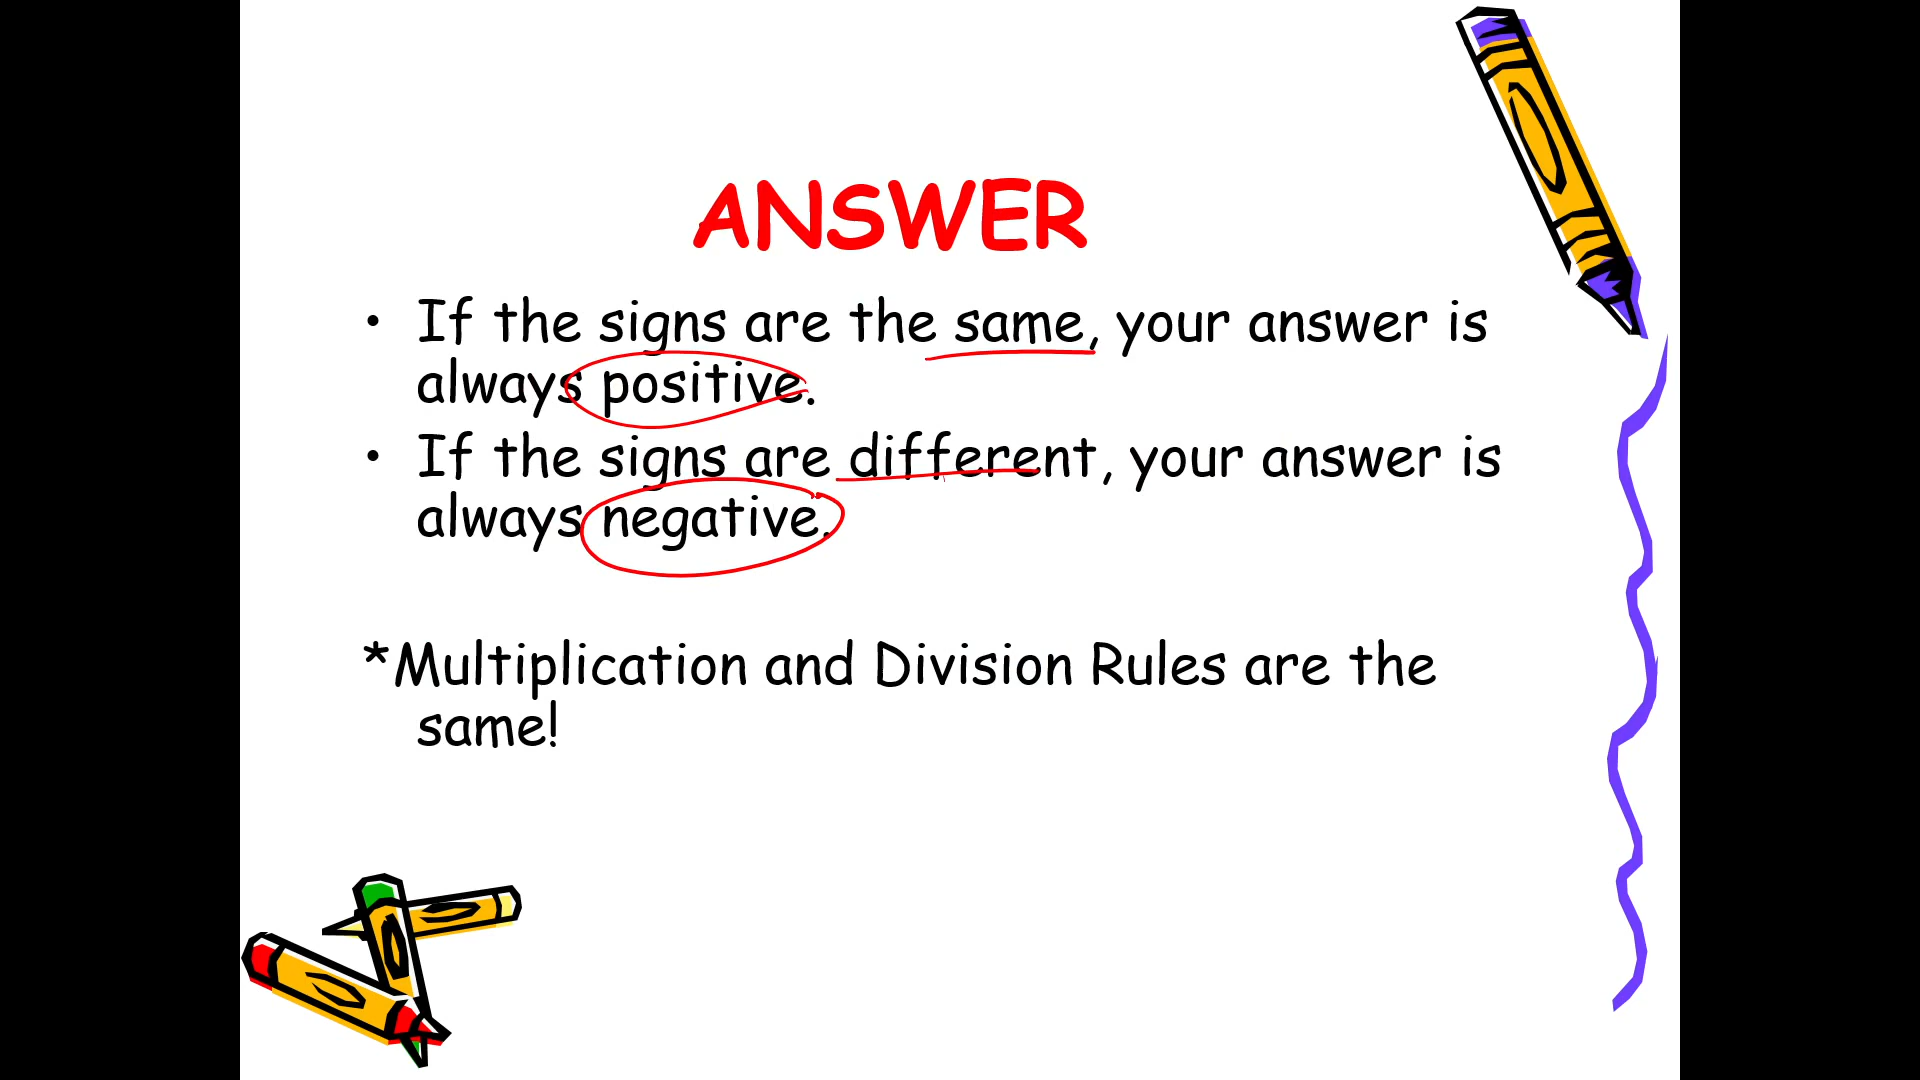 ANSWER
• If the signs are the same, your answer is
always positive.
• If the signs are different, your answer is
always negative.
*Multiplication and Division Rules are the
same!